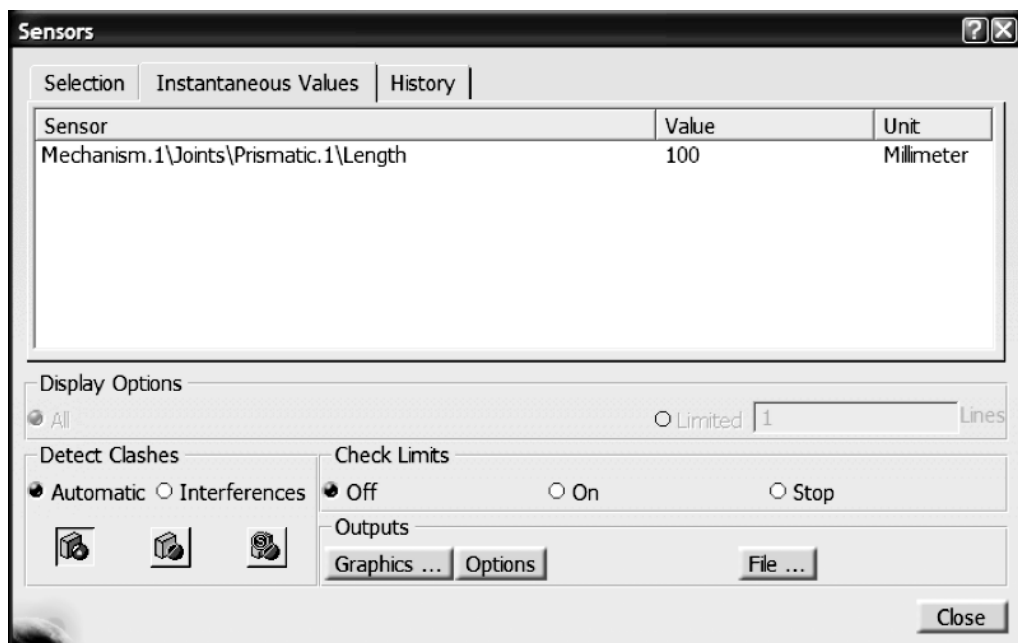 Sensors
Selection Instantaneous Values History
Sensor Value Unit
Mechanism.1\Joints\Prismatic.1\Length 100 Millimeter
Display Options
All Limited 1 Lines
Detect Clashes Check Limits
Automatic Interferences Off On Stop
Outputs
Graphics ... Options File ...
Close